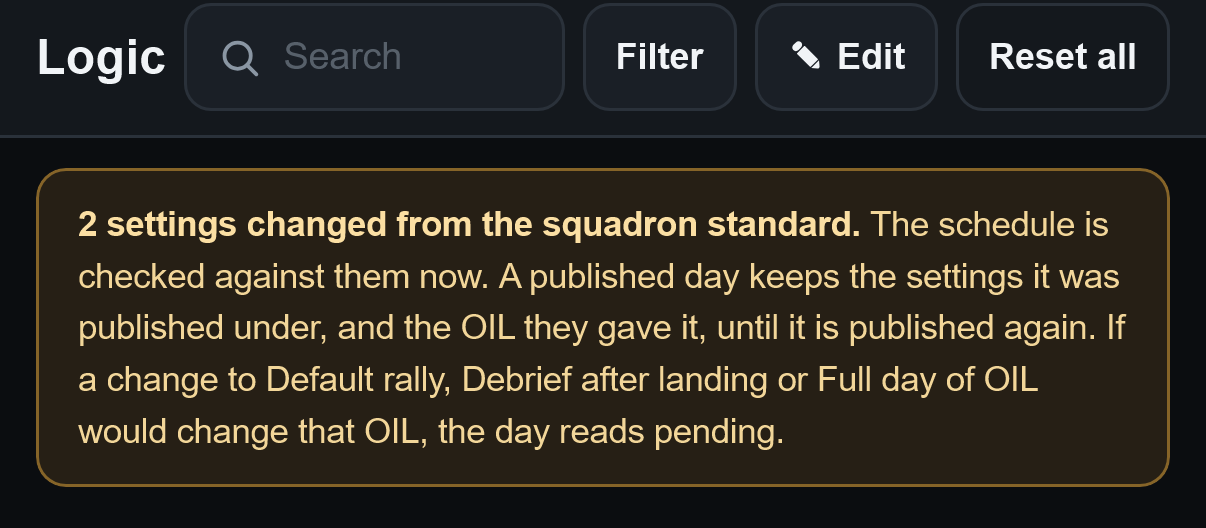 Logic
Search
Filter
Edit
Reset all
2 settings changed from the squadron standard. The schedule is
checked against them now. A published day keeps the settings it was
published under, and the OIL they gave it, until it is published again. If
a change to Default rally, Debrief after landing or Full day of OIL
would change that OIL, the day reads pending.